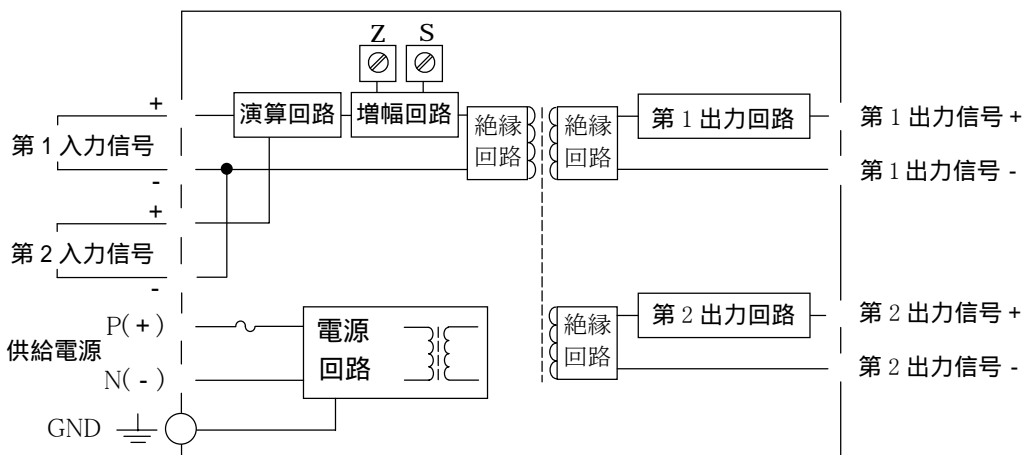 Z
S
+
演算回路
増幅回路
絶縁
回路
絶縁
回路
第1出力回路
第1出力信号+
第1入力信号
-
第1出力信号-
+
第2入力信号
-
P(+)
供給電源
N(-)
GND
電源
回路
絶縁
回路
第2出力回路
第2出力信号+
第2出力信号-